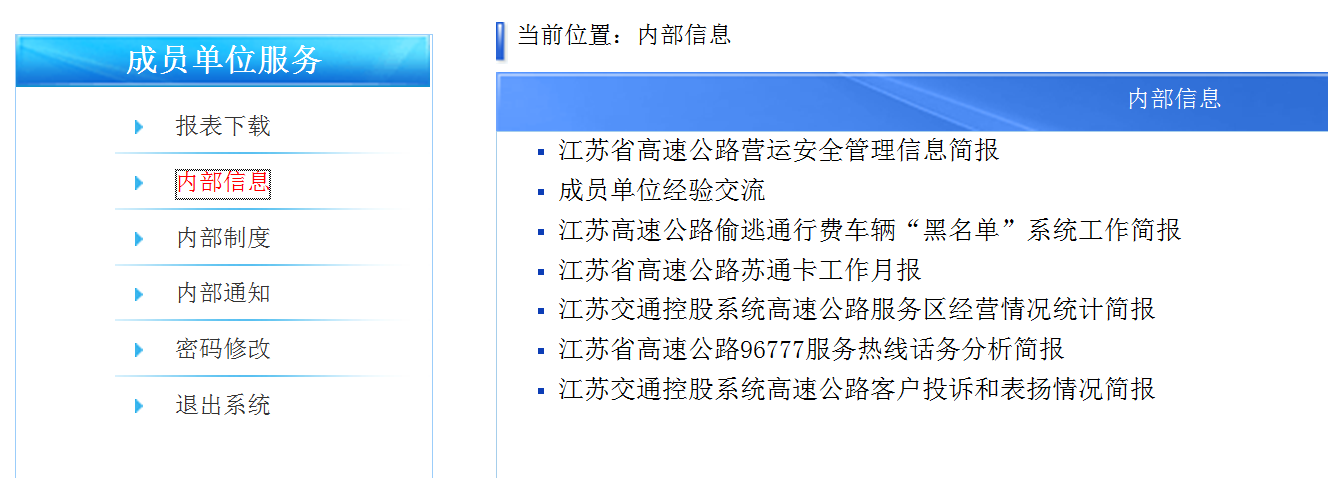 成员单位服务
报表下载
内部信息
内部制度
内部通知
密码修改
退出系统
当前位置：内部信息
内部信息
江苏省高速公路营运安全管理信息简报
成员单位经验交流
江苏高速公路偷逃通行费车辆“黑名单”系统工作简报
江苏省高速公路苏通卡工作月报
江苏交通控股系统高速公路服务区经营情况统计简报
江苏省高速公路96777服务热线话务分析简报
江苏交通控股系统高速公路客户投诉和表扬情况简报